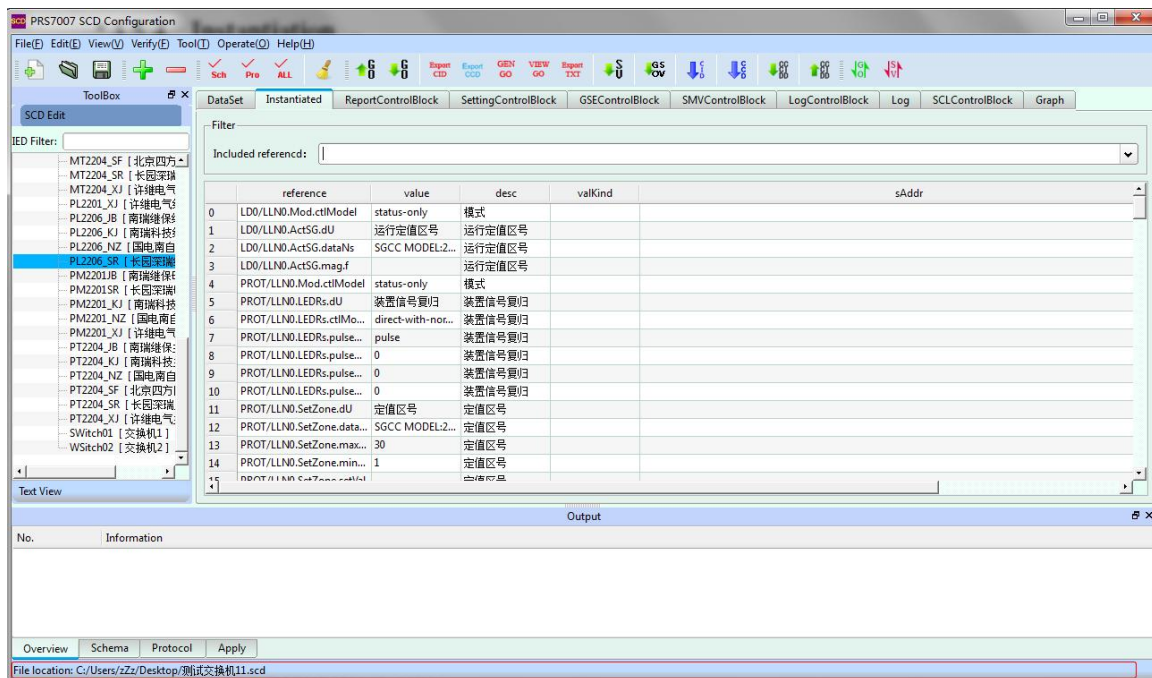 PRS7007 SCD Configuration
File(F) Edit(E) View(V) Verify(F) Tool(T) Operate(O) Help(H)
Sch Pro ALL Export CID Export CCD GEN GO VIEW GO Export TXT
ToolBox
SCD Edit
IED Filter:
MT2204_SF [北京四方
MT2204_SR [长园深瑞
MT2204_XJ [许继电气
PL2201_XJ [许继电气
PL2206_JB [南瑞继保
PL2206_KJ [南瑞科技
PL2206_NZ [国电南自
PL2206_SR [长园深瑞
PM2201JB [南瑞继保
PM2201SR [长园深瑞
PM2201_KJ [南瑞科技
PM2201_NZ [国电南自
PM2201_XJ [许继电气
PT2204_JB [南瑞继保
PT2204_KJ [南瑞科技
PT2204_NZ [国电南自
PT2204_SF [北京四方
PT2204_SR [长园深瑞
PT2204_XJ [许继电气
SWitch01 [交换机1]
WSitch02 [交换机2]
Text View
DataSet Instantiated ReportControlBlock SettingControlBlock GSEControlBlock SMVControlBlock LogControlBlock Log SCLControlBlock Graph
Filter
Included referencd:
reference value desc valKind sAddr
0 LD0/LLN0.Mod.ctlModel status-only 模式
1 LD0/LLN0.ActSG.dU 运行定值区号 运行定值区号
2 LD0/LLN0.ActSG.dataNs SGCC MODEL:2... 运行定值区号
3 LD0/LLN0.ActSG.mag.f 运行定值区号
4 PROT/LLN0.Mod.ctlModel status-only 模式
5 PROT/LLN0.LEDRs.dU 装置信号复归 装置信号复归
6 PROT/LLN0.LEDRs.ctlMo... direct-with-nor... 装置信号复归
7 PROT/LLN0.LEDRs.pulse... pulse 装置信号复归
8 PROT/LLN0.LEDRs.pulse... 0 装置信号复归
9 PROT/LLN0.LEDRs.pulse... 0 装置信号复归
10 PROT/LLN0.LEDRs.pulse... 0 装置信号复归
11 PROT/LLN0.SetZone.dU 定值区号 定值区号
12 PROT/LLN0.SetZone.data... SGCC MODEL:2... 定值区号
13 PROT/LLN0.SetZone.max... 30 定值区号
14 PROT/LLN0.SetZone.min... 1 定值区号
15 PROT/LLN0.SetZone.setVal 定值区号
Output
No. Information
Overview Schema Protocol Apply
File location: C:/Users/zZz/Desktop/测试交换机11.scd